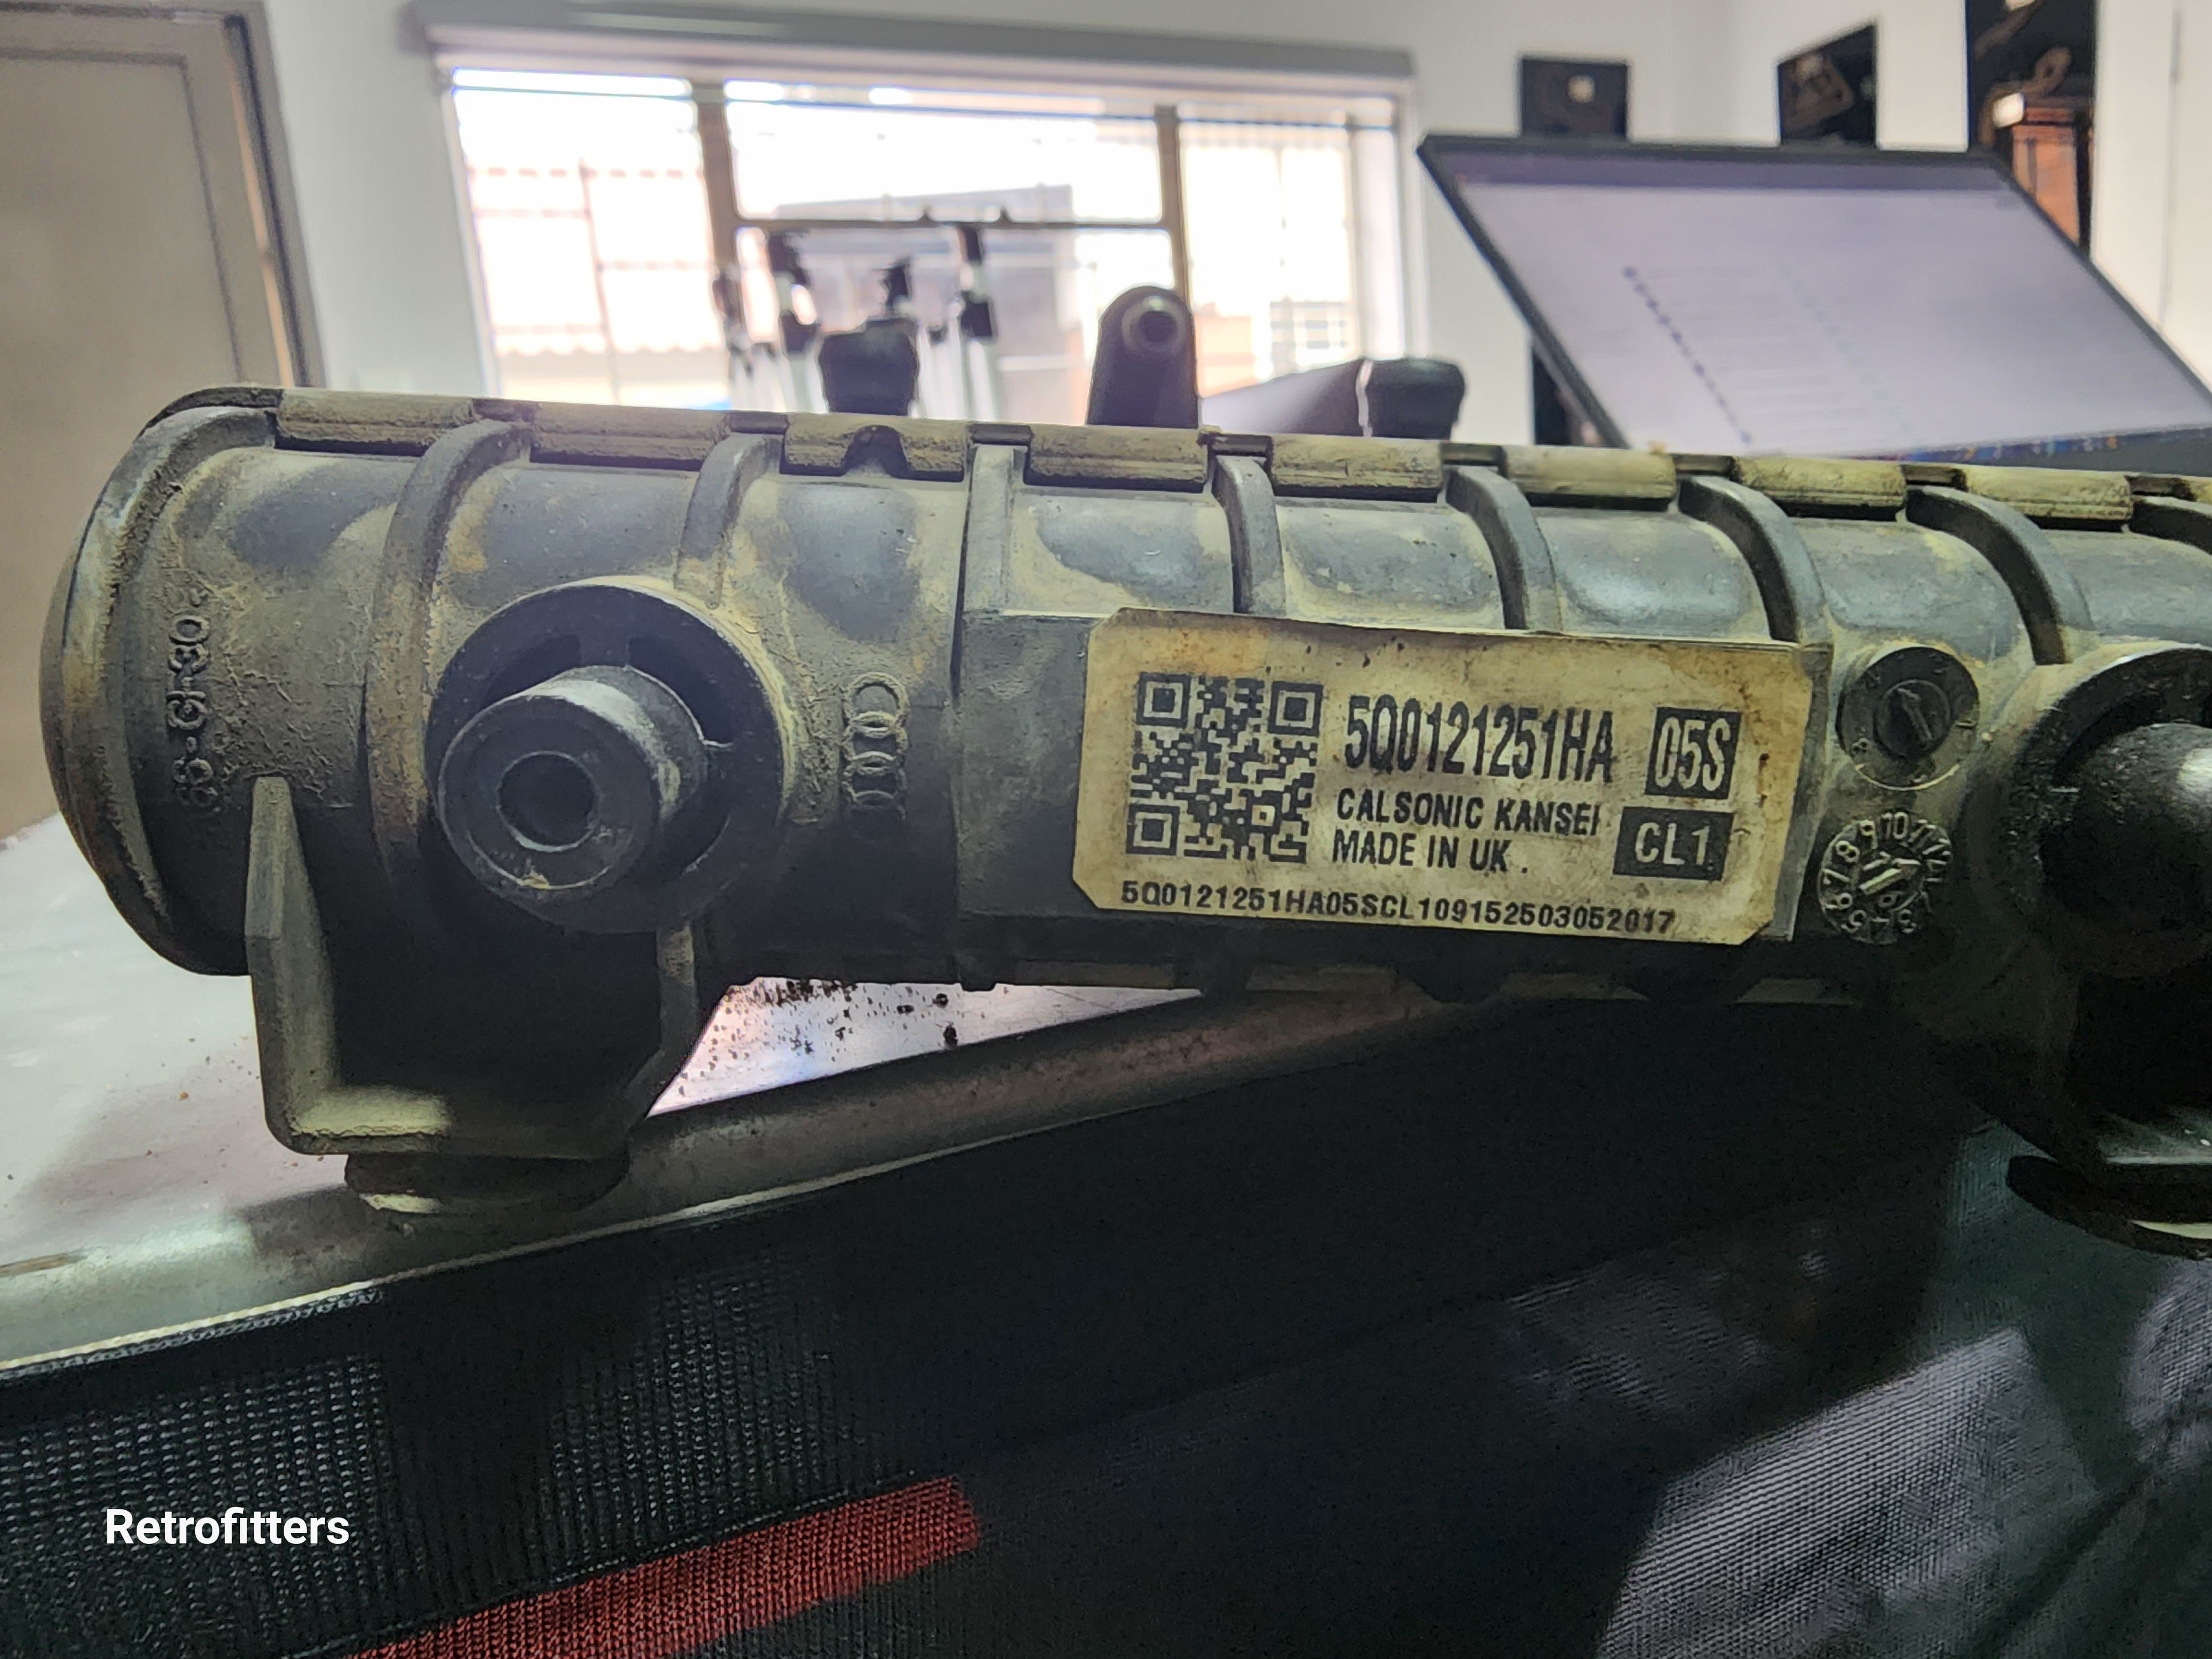 5Q0121251HA 05S
CALSONIC KANSEI CL1
MADE IN UK .
5Q0121251HA05SCL109152503052017
Retrofitters